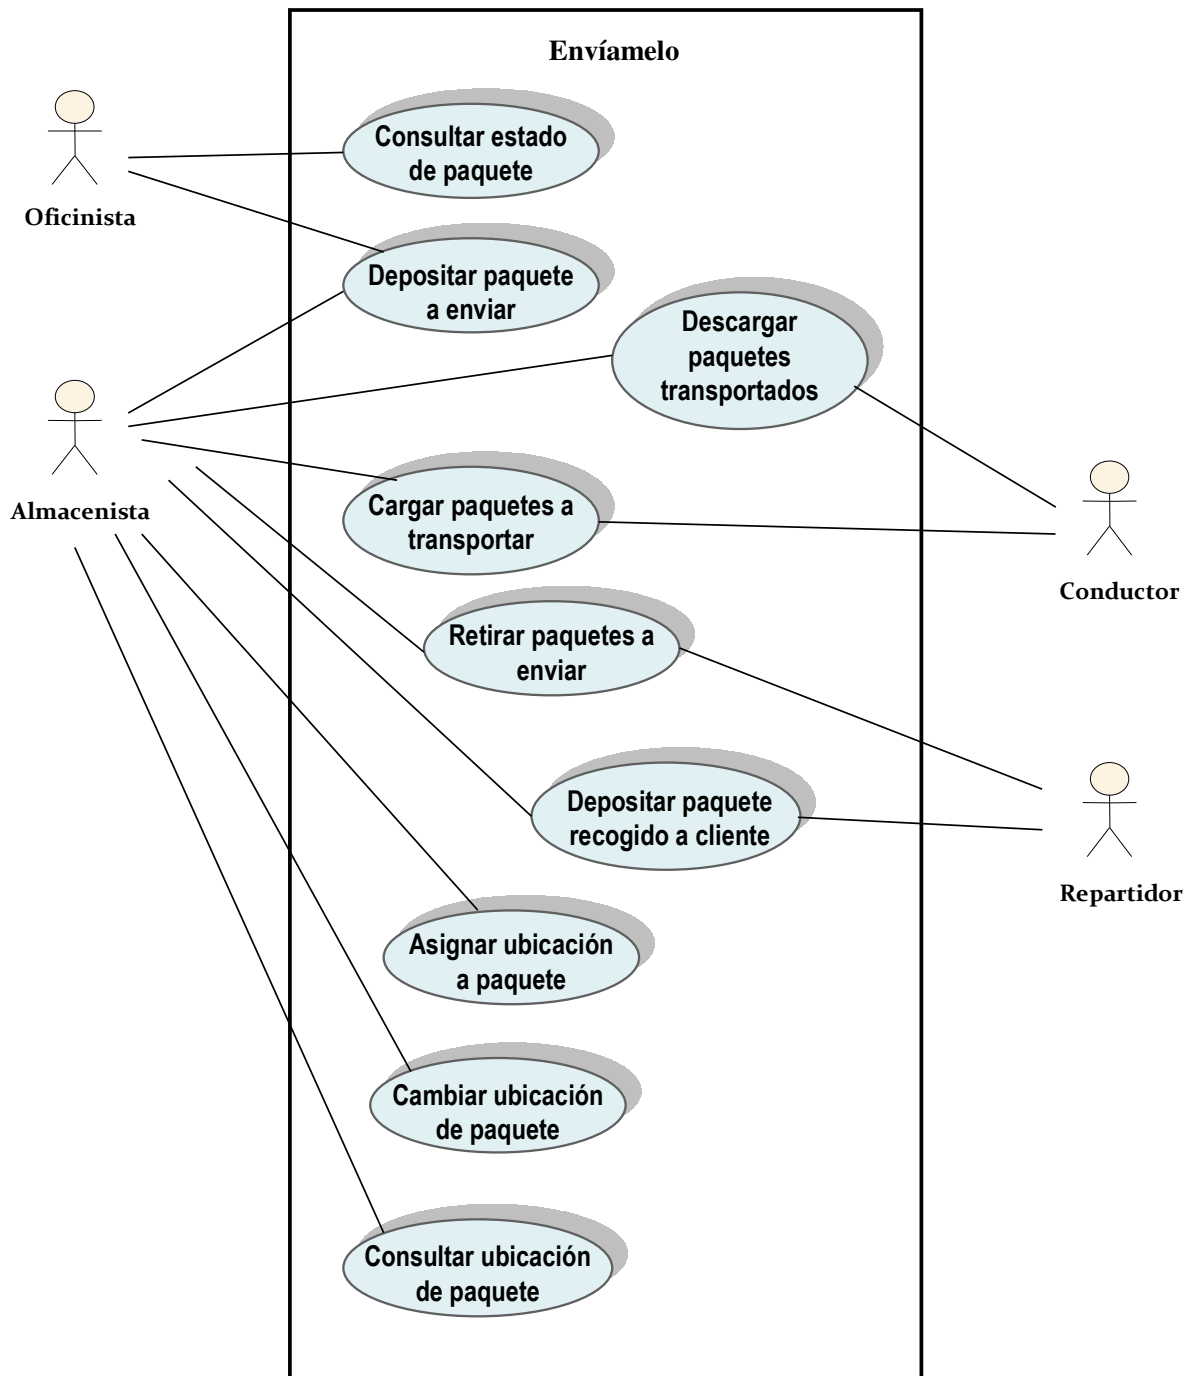 Envíamelo
Consultar estado
de paquete
Oficinista
Depositar paquete
a enviar
Descargar
paquetes
transportados
Almacenista
Cargar paquetes a
transportar
Conductor
Retirar paquetes a
enviar
Depositar paquete
recogido a cliente
Repartidor
Asignar ubicación
a paquete
Cambiar ubicación
de paquete
Consultar ubicación
de paquete